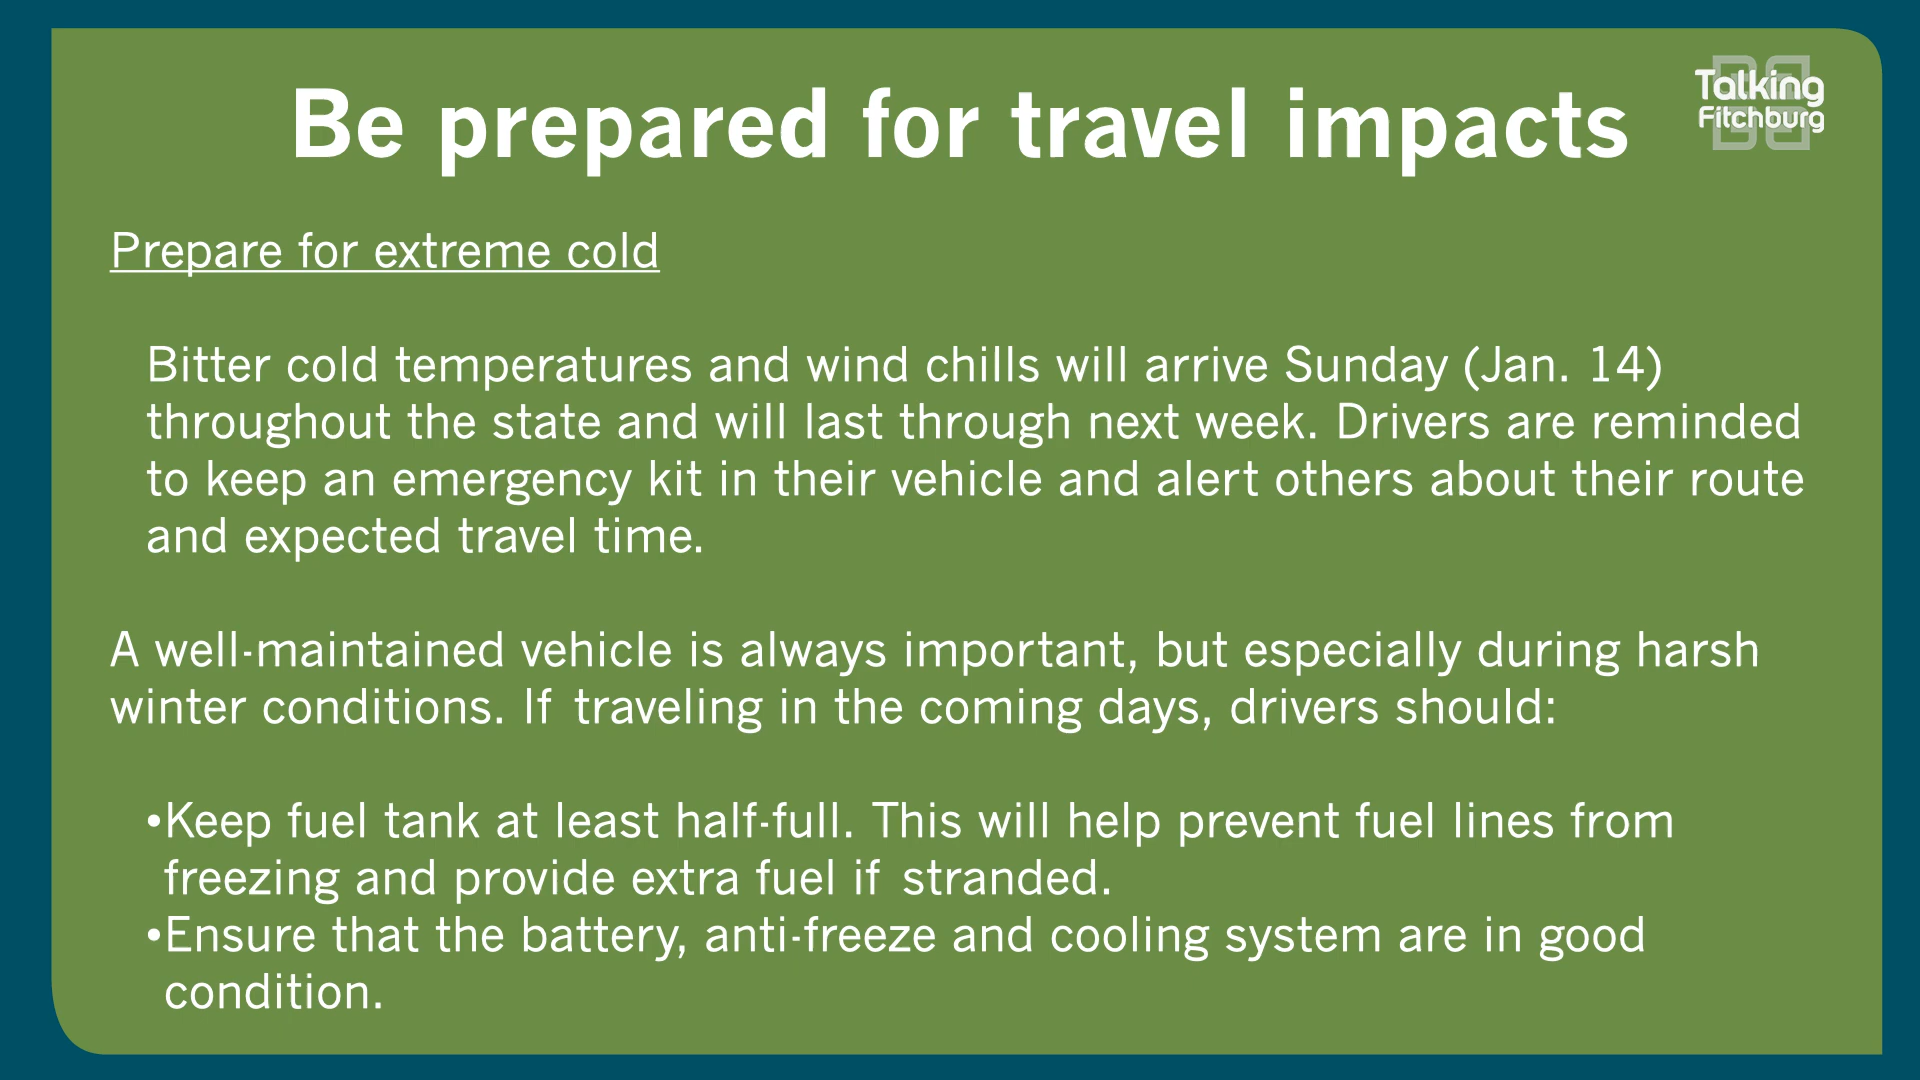 Be prepared for travel impacts
Talking
Fitchburg
Prepare for extreme cold
Bitter cold temperatures and wind chills will arrive Sunday (Jan. 14)
throughout the state and will last through next week. Drivers are reminded
to keep an emergency kit in their vehicle and alert others about their route
and expected travel time.
A well-maintained vehicle is always important, but especially during harsh
winter conditions. If traveling in the coming days, drivers should:
•Keep fuel tank at least half-full. This will help prevent fuel lines from
freezing and provide extra fuel if stranded.
•Ensure that the battery, anti-freeze and cooling system are in good
condition.